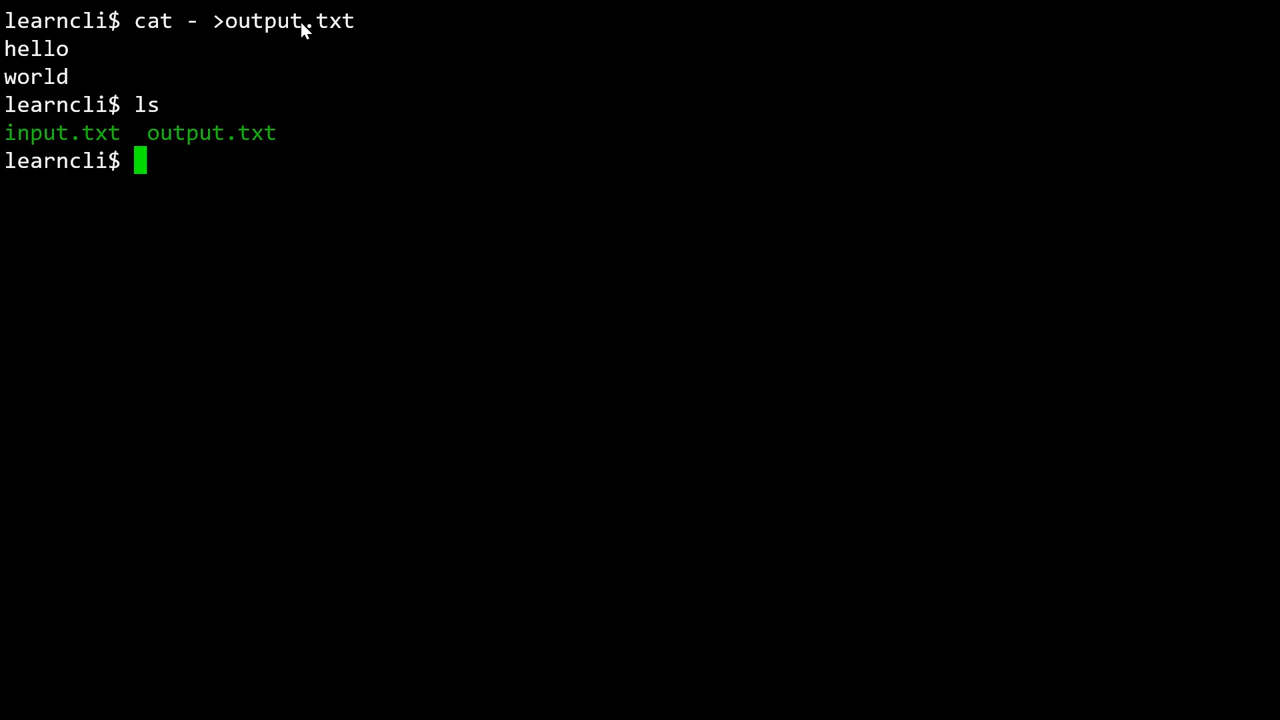 learncli$ cat - >output.txt
hello
world
learncli$ ls
input.txt  output.txt
learncli$